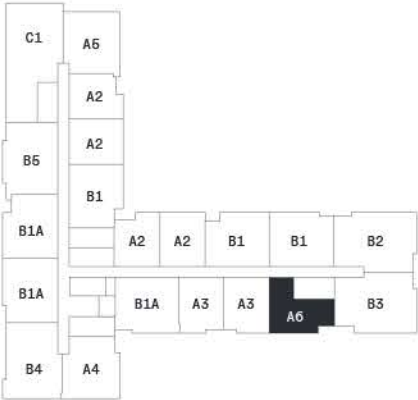 C1
A5
A2
A2
B5
B1
B1A
A2 A2 B1 B1 B2
B1A
B1A A3 A3 A6 B3
B4 A4